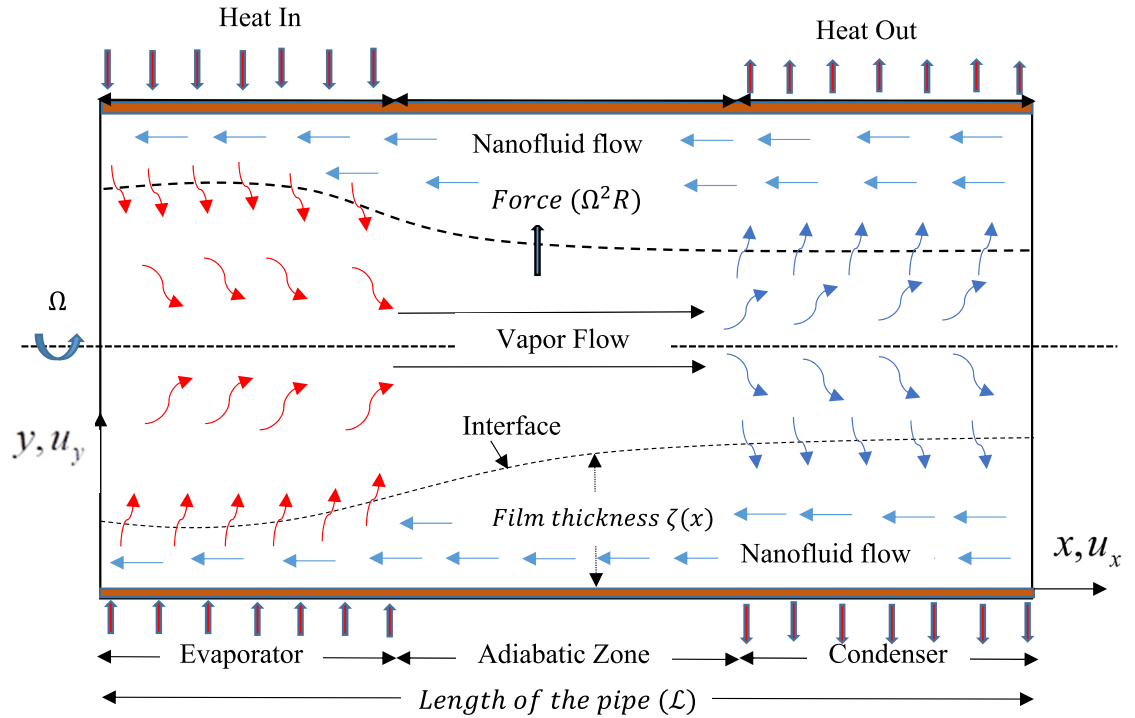 Heat In
Heat Out
Nanofluid flow
Force (Ω²R)
Ω
Vapor Flow
Interface
y, u_y
Film thickness ζ(x)
Nanofluid flow
x, u_x
Evaporator
Adiabatic Zone
Condenser
Length of the pipe (ℒ)